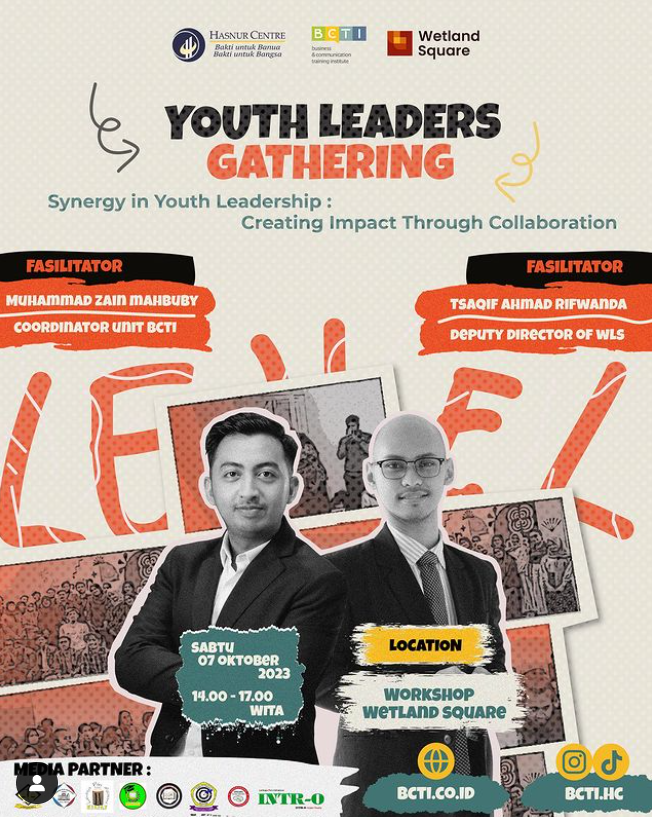 HASNUR CENTRE
Bakti untuk Banua
Bakti untuk Bangsa
BCTI
business
& communication
training institute
Wetland
Square
YOUTH LEADERS
GATHERING
Synergy in Youth Leadership :
Creating Impact Through Collaboration
FASILITATOR
MUHAMMAD ZAIN MAHBUBY
COORDINATOR UNIT BCTI
FASILITATOR
TSAQIF AHMAD RIFWANDA
DEPUTY DIRECTOR OF WLS
LEVEL
SABTU
07 OKTOBER
2023
14.00 - 17.00
WITA
LOCATION
WORKSHOP
WETLAND SQUARE
MEDIA PARTNER :
INTR-O
BCTI.CO.ID
BCTI.HC